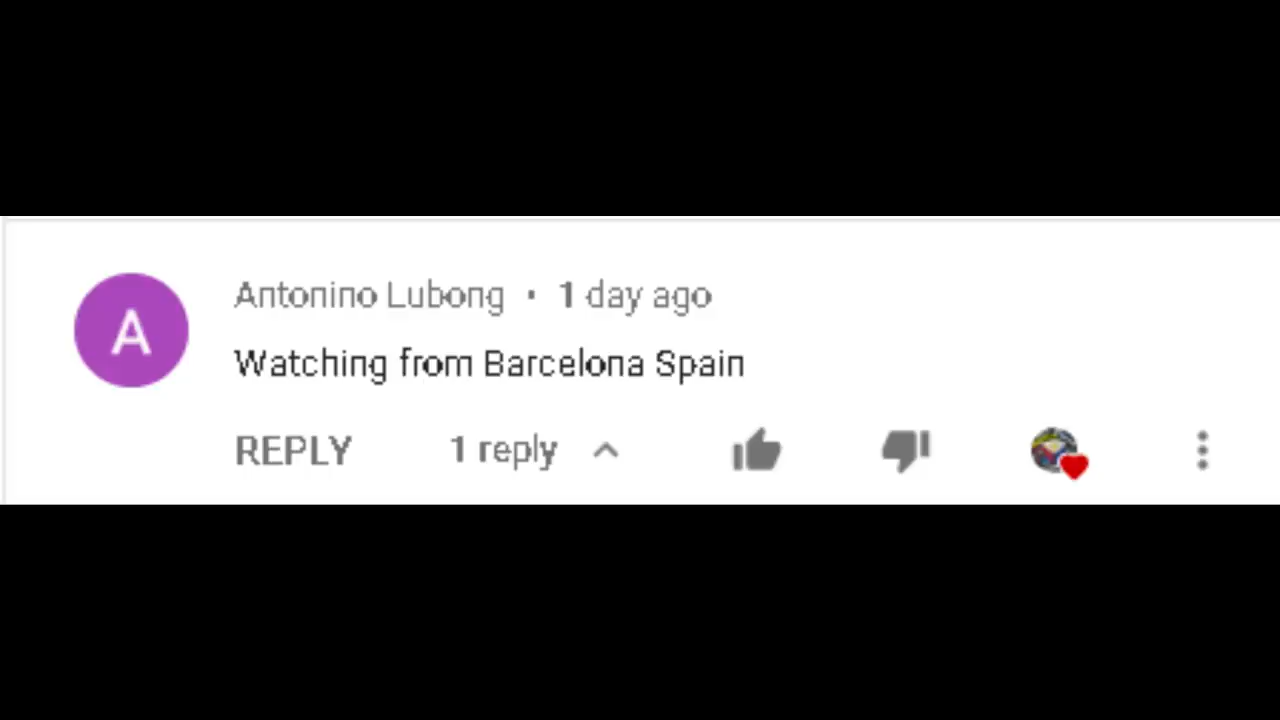 A
Antonino Lubong • 1 day ago
Watching from Barcelona Spain
REPLY 1 reply